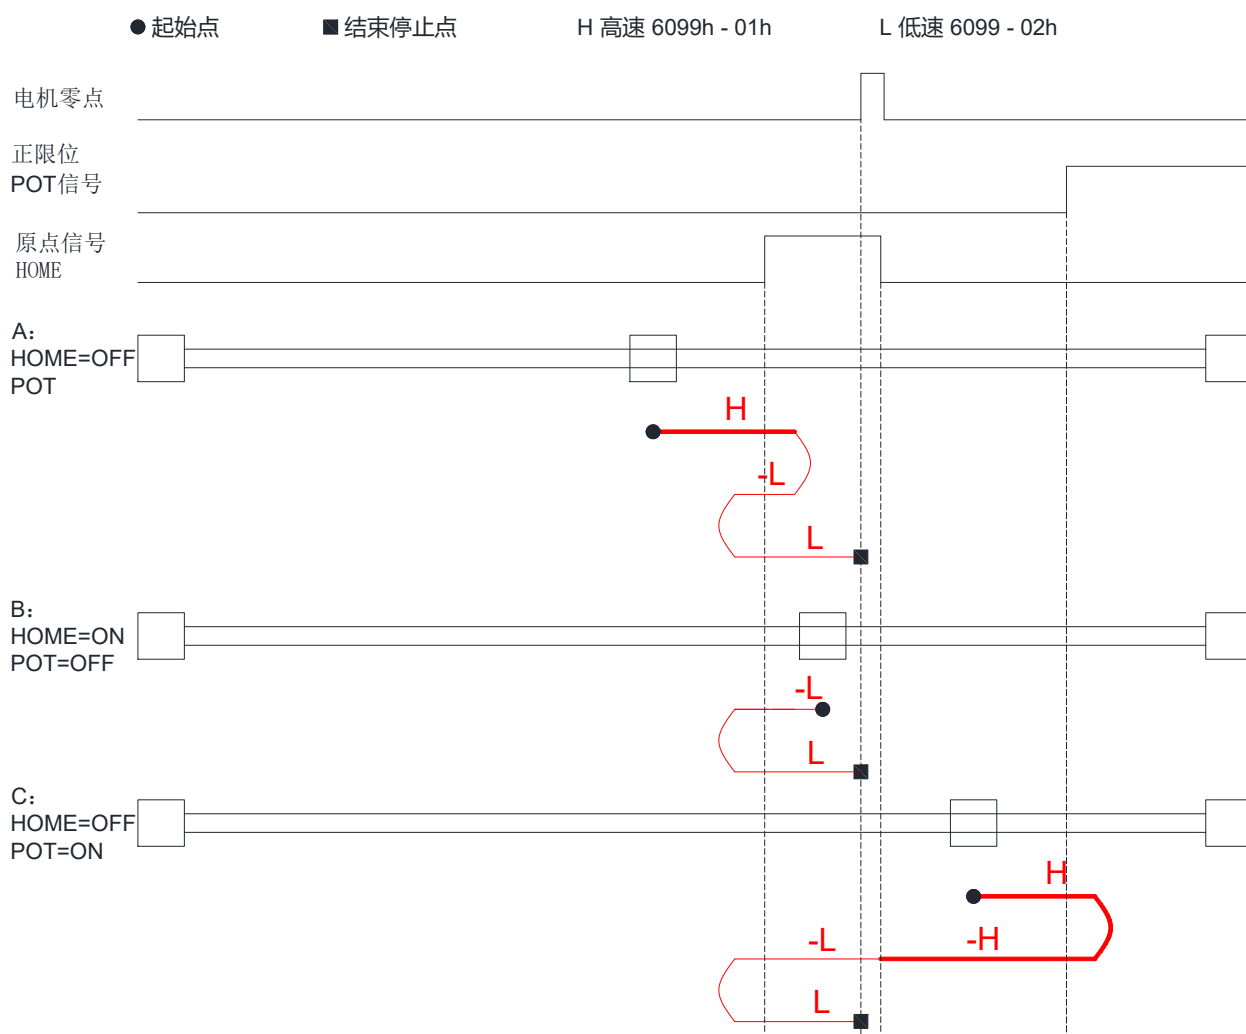 起始点 结束停止点 H 高速 6099h - 01h L 低速 6099 - 02h
电机零点
正限位
POT信号
原点信号
HOME
A：
HOME=OFF
POT
H
-L
L
B：
HOME=ON
POT=OFF
-L
L
C：
HOME=OFF
POT=ON
H
-L -H
L